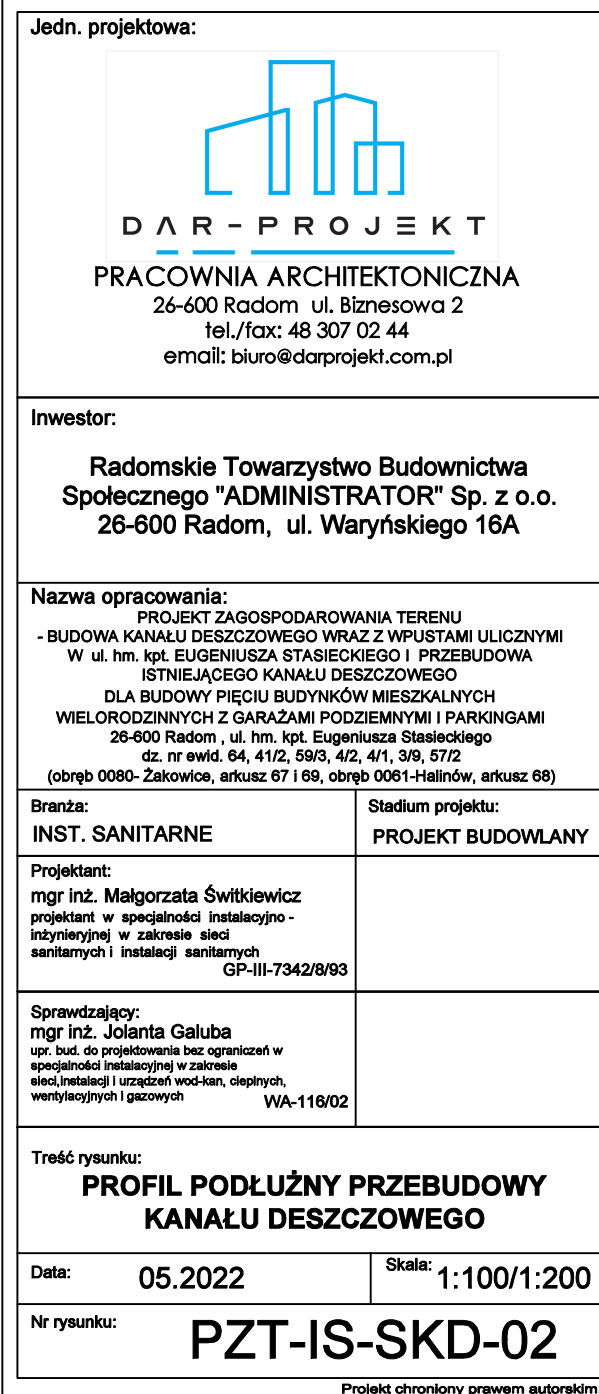 Jedn. projektowa:
DAR-PROJEKT
PRACOWNIA ARCHITEKTONICZNA
26-600 Radom ul. Biznesowa 2
tel./fax: 48 307 02 44
email: biuro@darprojekt.com.pl
Inwestor:
Radomskie Towarzystwo Budownictwa
Społecznego "ADMINISTRATOR" Sp. z o.o.
26-600 Radom, ul. Waryńskiego 16A
Nazwa opracowania:
PROJEKT ZAGOSPODAROWANIA TERENU
- BUDOWA KANAŁU DESZCZOWEGO WRAZ Z WPUSTAMI ULICZNYMI
W ul. hm. kpt. EUGENIUSZA STASIECKIEGO I PRZEBUDOWA
ISTNIEJĄCEGO KANAŁU DESZCZOWEGO
DLA BUDOWY PIĘCIU BUDYNKÓW MIESZKALNYCH
WIELORODZINNYCH Z GARAŻAMI PODZIEMNYMI I PARKINGAMI
26-600 Radom , ul. hm. kpt. Eugeniusza Stasieckiego
dz. nr ewid. 64, 41/2, 59/3, 4/2, 4/1, 3/9, 57/2
(obręb 0080- Żakowice, arkusz 67 i 69, obręb 0061-Halinów, arkusz 68)
Branża:
INST. SANITARNE
Stadium projektu:
PROJEKT BUDOWLANY
Projektant:
mgr inż. Małgorzata Świtkiewicz
projektant w specjalności instalacyjno -
inżynieryjnej w zakresie sieci
sanitarnych i instalacji sanitarnych
GP-III-7342/8/93
Sprawdzający:
mgr inż. Jolanta Galuba
upr. bud. do projektowania bez ograniczeń w
specjalności instalacyjnej w zakresie
sieci,instalacji i urządzeń wod-kan, cieplnych,
wentylacyjnych i gazowych
WA-116/02
Treść rysunku:
PROFIL PODŁUŻNY PRZEBUDOWY
KANAŁU DESZCZOWEGO
Data: 05.2022
Skala: 1:100/1:200
Nr rysunku: PZT-IS-SKD-02
Projekt chroniony prawem autorskim